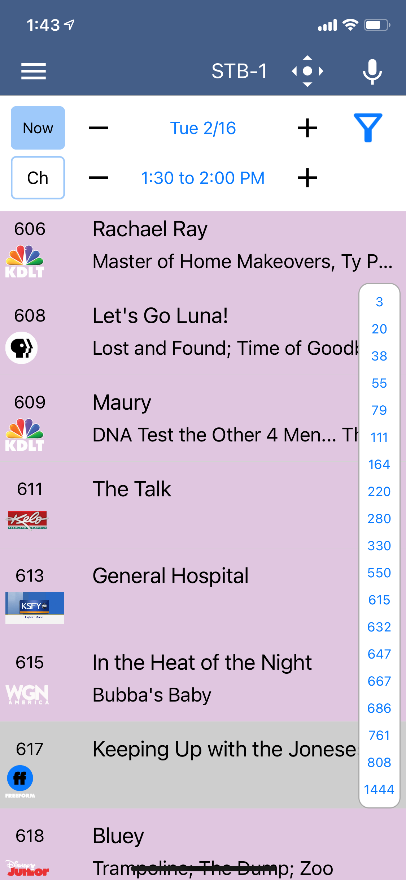 1:43
STB-1
Now
Tue 2/16
Ch
1:30 to 2:00 PM
606
Rachael Ray
KDLT
Master of Home Makeovers, Ty P...
608
Let's Go Luna!
Lost and Found; Time of Goodb
609
Maury
KDLT
DNA Test the Other 4 Men... Th
611
The Talk
Kelo
613
General Hospital
KSFY
615
In the Heat of the Night
WGN
AMERICA
Bubba's Baby
617
Keeping Up with the Jonese
ff
FREEFORM
618
Bluey
Disney
JUNIOR
Trampoline; The Dump; Zoo
3
20
38
55
79
111
164
220
280
330
550
615
632
647
667
686
761
808
1444